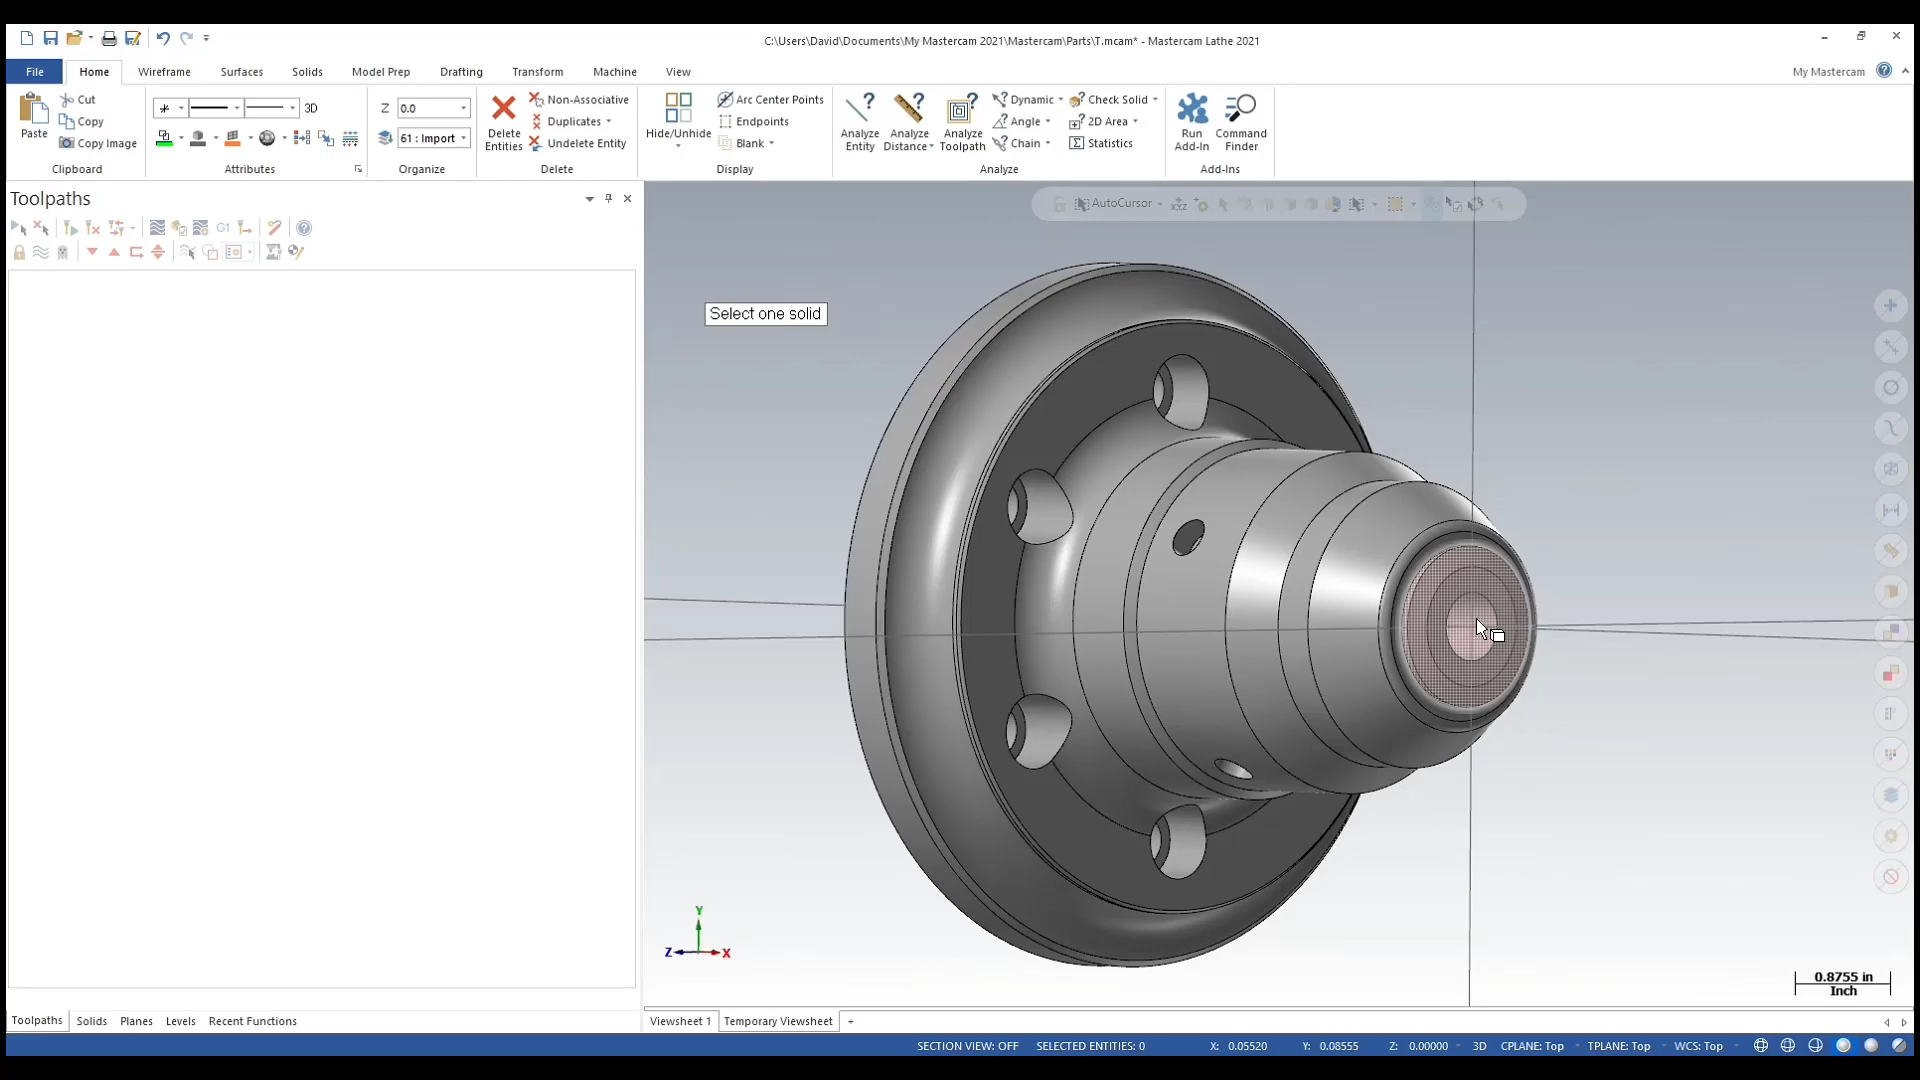 C:\Users\David\Documents\My Mastercam 2021\Mastercam\Parts\T.mcam* - Mastercam Lathe 2021
File Home Wireframe Surfaces Solids Model Prep Drafting Transform Machine View My Mastercam
Paste
Cut
Copy
Copy Image
Clipboard
3D
Attributes
Z 0.0
61 : Import
Organize
Delete Entities
Non-Associative
Duplicates
Undelete Entity
Delete
Hide/Unhide
Arc Center Points
Endpoints
Blank
Display
Analyze Entity
Analyze Distance
Analyze Toolpath
Dynamic
Angle
Chain
Check Solid
2D Area
Statistics
Analyze
Run Add-In
Command Finder
Add-Ins
Toolpaths
G1
AutoCursor
XYZ
Select one solid
Y
Z X
0.8755 in
Inch
Toolpaths Solids Planes Levels Recent Functions
Viewsheet 1 Temporary Viewsheet +
SECTION VIEW: OFF SELECTED ENTITIES: 0 X: 0.05520 Y: 0.08555 Z: 0.00000 3D CPLANE: Top TPLANE: Top WCS: Top